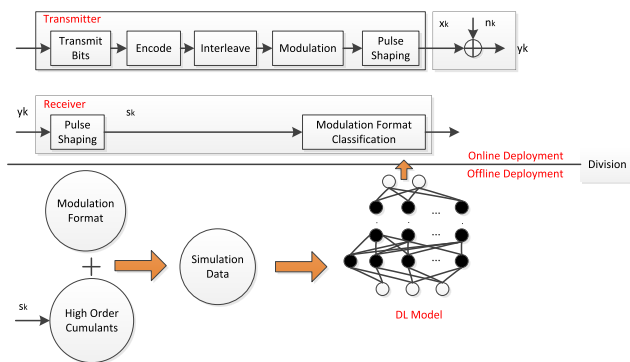 Transmitter
Transmit
Bits
Encode
Interleave
Modulation
Pulse
Shaping
xk
nk
yk
Receiver
yk
Pulse
Shaping
sk
Modulation Format
Classification
Online Deployment
Offline Deployment
Division
Modulation
Format
+
Simulation
Data
sk
High Order
Cumulants
...
...
...
DL Model